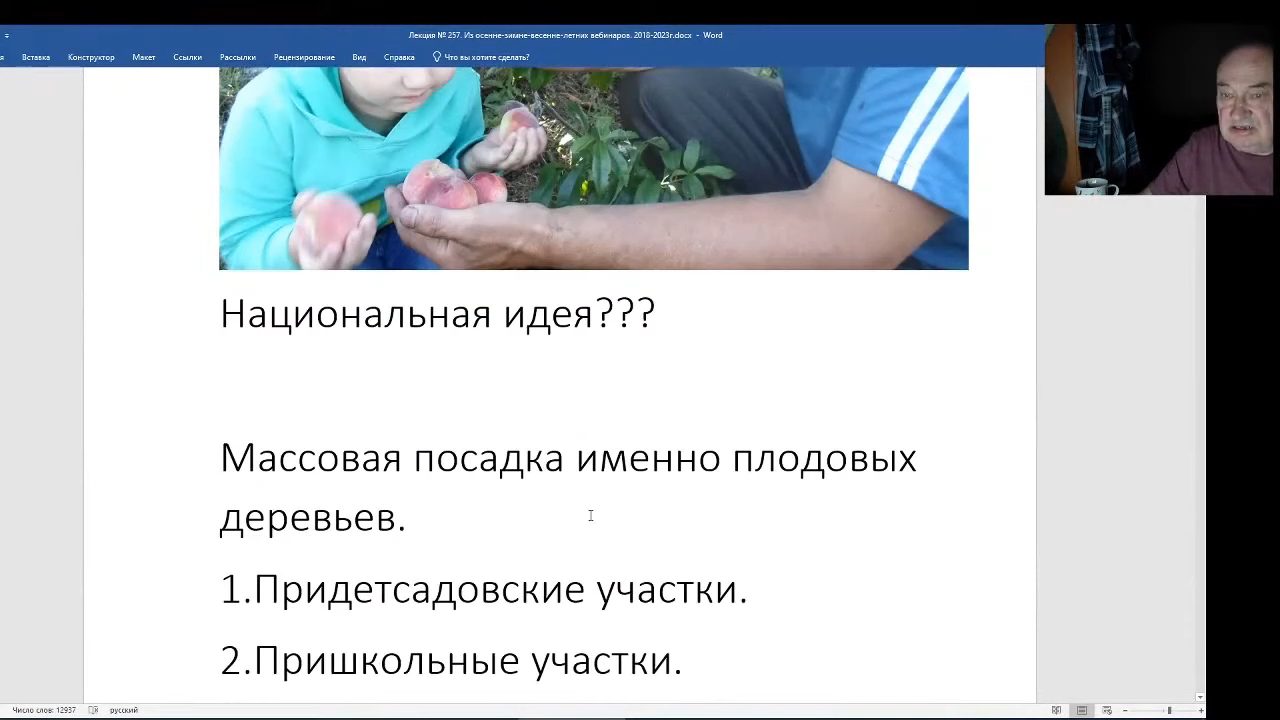 Лекция № 257. Из осенне-зимне-весенне-летних вебинаров. 2018-2023г.docx - Word
Вставка Конструктор Макет Ссылки Рассылки Рецензирование Вид Справка Что вы хотите сделать?
Национальная идея???
Массовая посадка именно плодовых
деревьев.
1.Придетсадовские участки.
2.Пришкольные участки.
Число слов: 12937 русский